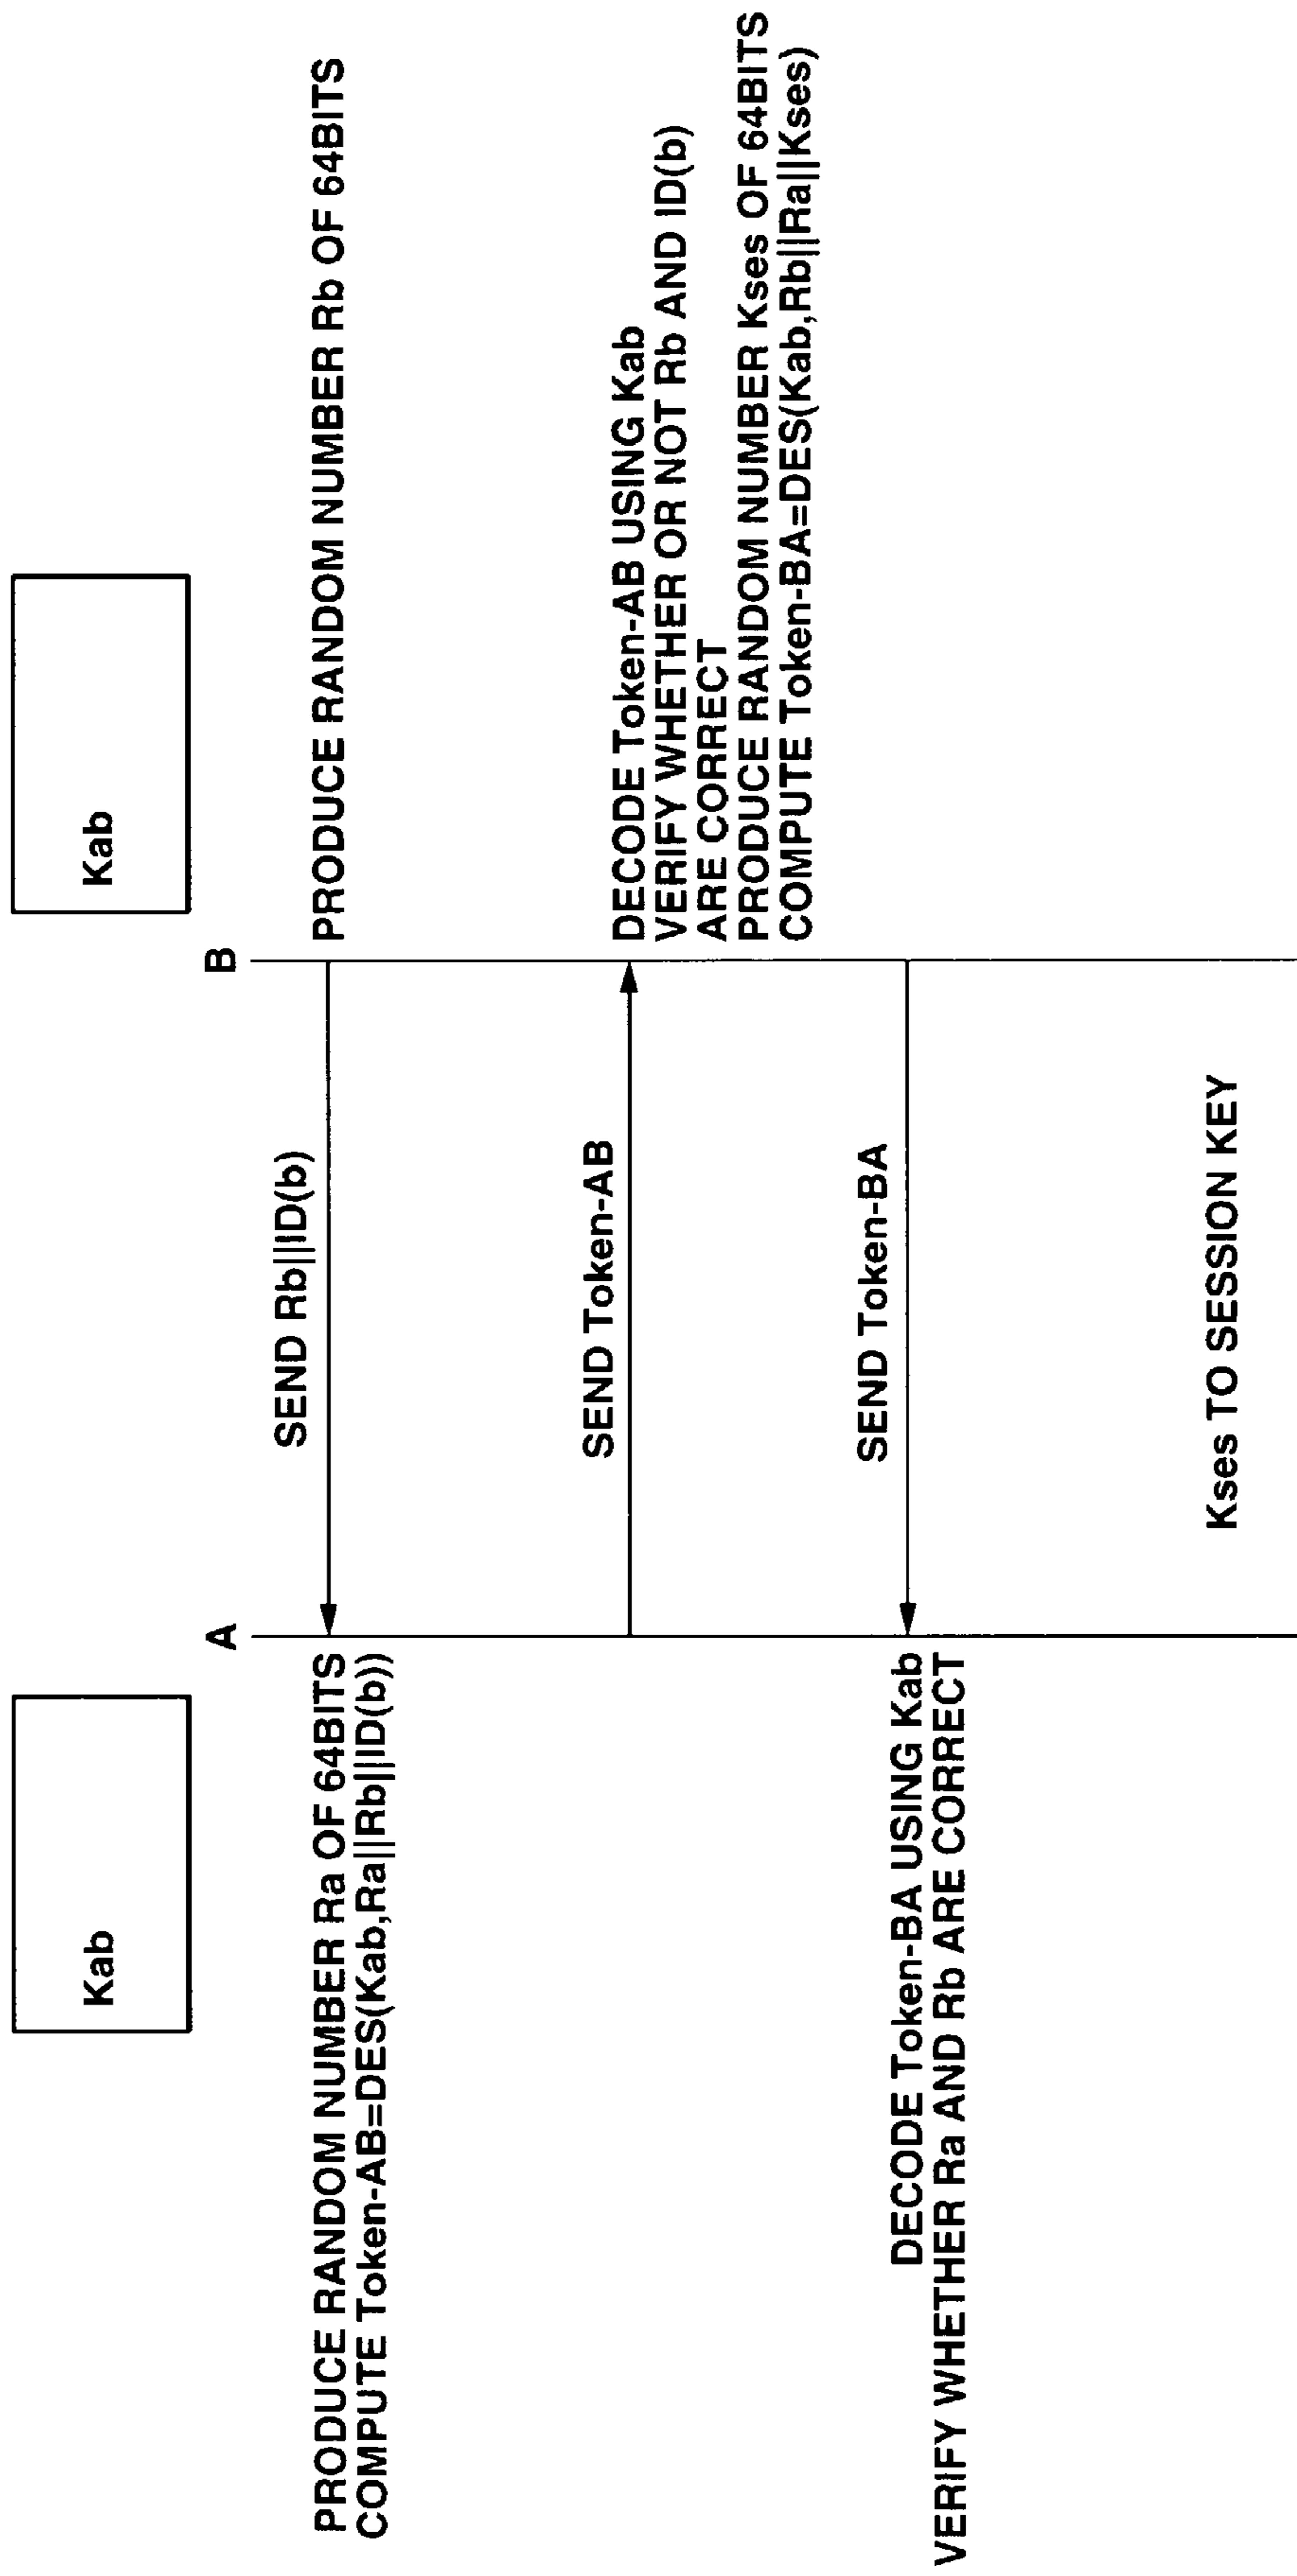 Kab
Kab
A
B
SEND Rb||ID(b)
PRODUCE RANDOM NUMBER Rb OF 64BITS
PRODUCE RANDOM NUMBER Ra OF 64BITS
COMPUTE Token-AB=DES(Kab,Ra||Rb||ID(b))
SEND Token-AB
DECODE Token-AB USING Kab
VERIFY WHETHER OR NOT Rb AND ID(b)
ARE CORRECT
PRODUCE RANDOM NUMBER Kses OF 64BITS
COMPUTE Token-BA=DES(Kab,Rb||Ra||Kses)
SEND Token-BA
DECODE Token-BA USING Kab
VERIFY WHETHER Ra AND Rb ARE CORRECT
Kses TO SESSION KEY